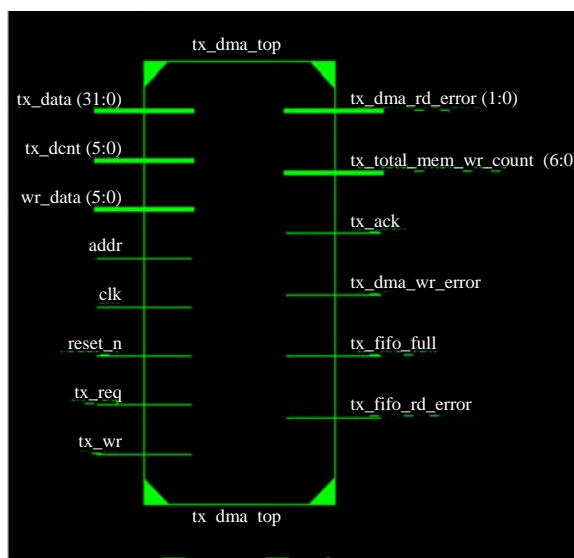 tx_dma_top
tx_data (31:0)
tx_dcnt (5:0)
wr_data (5:0)
addr
clk
reset_n
tx_req
tx_wr
tx_dma_rd_error (1:0)
tx_total_mem_wr_count (6:0)
tx_ack
tx_dma_wr_error
tx_fifo_full
tx_fifo_rd_error
tx dma top